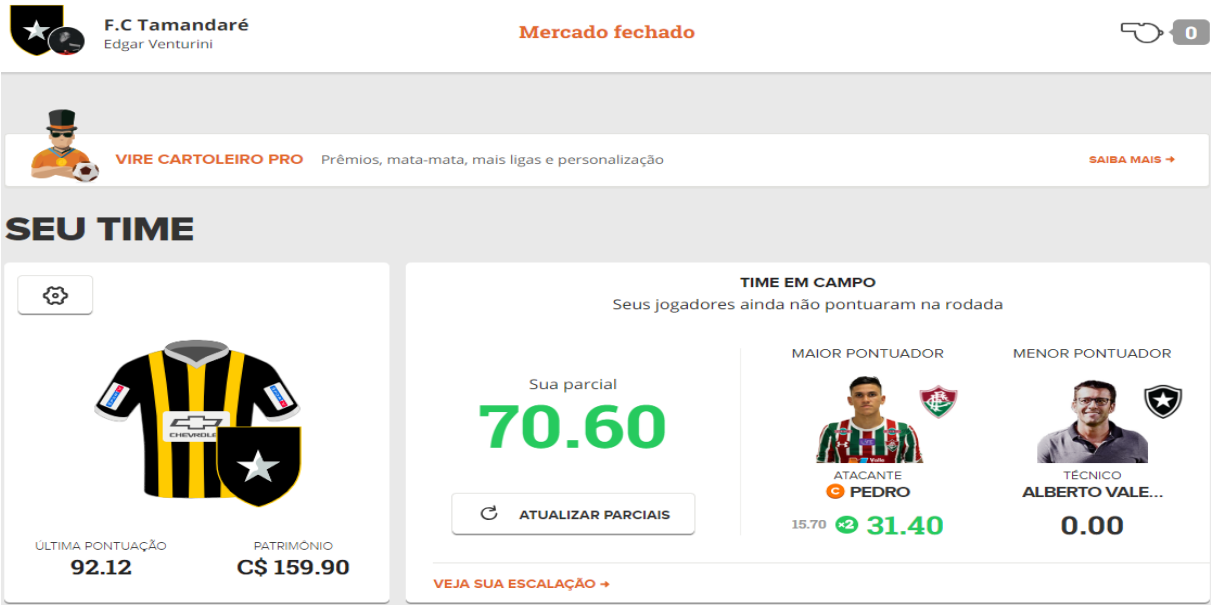 F.C Tamandaré
Edgar Venturini
Mercado fechado
0
VIRE CARTOLEIRO PRO Prêmios, mata-mata, mais ligas e personalização
SAIBA MAIS →
SEU TIME
CHEVROLE
ÚLTIMA PONTUAÇÃO
92.12
PATRIMÔNIO
C$ 159.90
TIME EM CAMPO
Seus jogadores ainda não pontuaram na rodada
Sua parcial
70.60
ATUALIZAR PARCIAIS
MAIOR PONTUADOR
ATACANTE
C PEDRO
15.70 x2 31.40
MENOR PONTUADOR
TÉCNICO
ALBERTO VALE...
0.00
VEJA SUA ESCALAÇÃO →